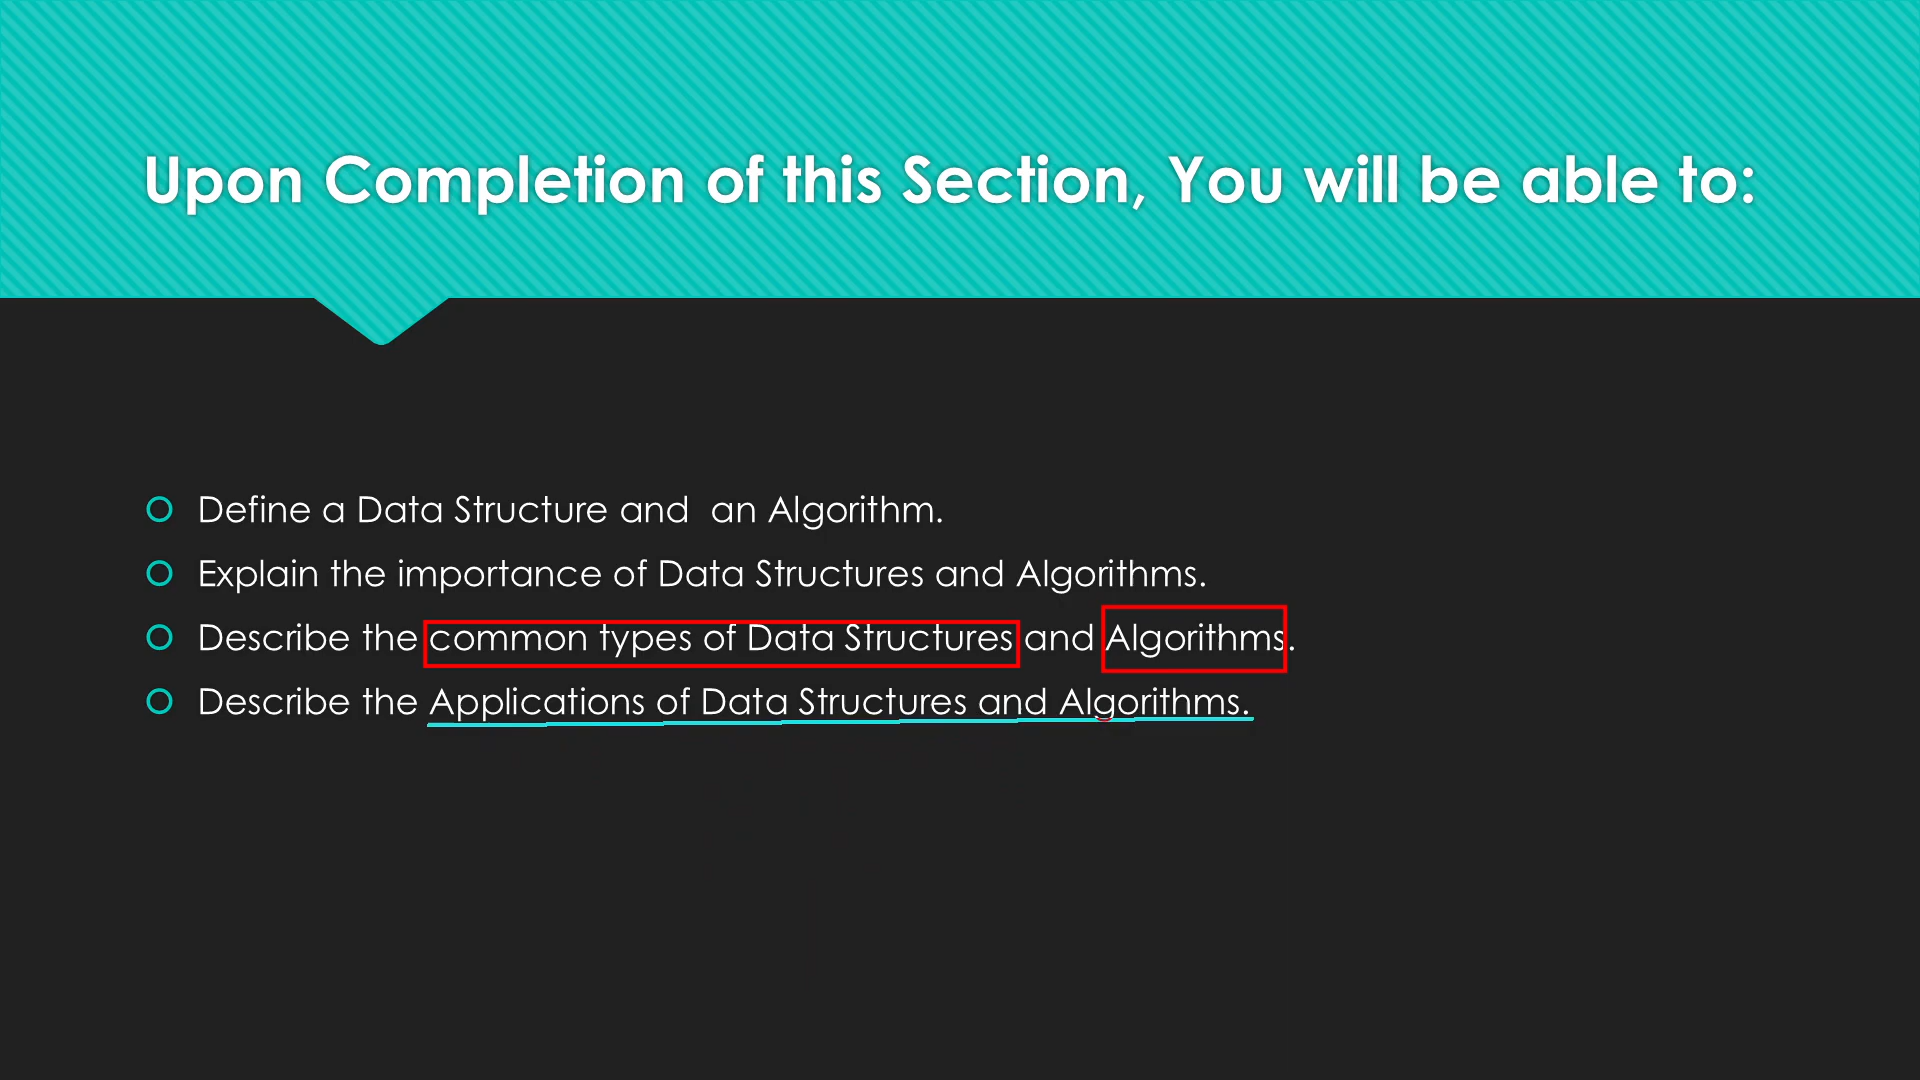 Upon Completion of this Section, You will be able to:
Define a Data Structure and  an Algorithm.
Explain the importance of Data Structures and Algorithms.
Describe the common types of Data Structures and Algorithms.
Describe the Applications of Data Structures and Algorithms.